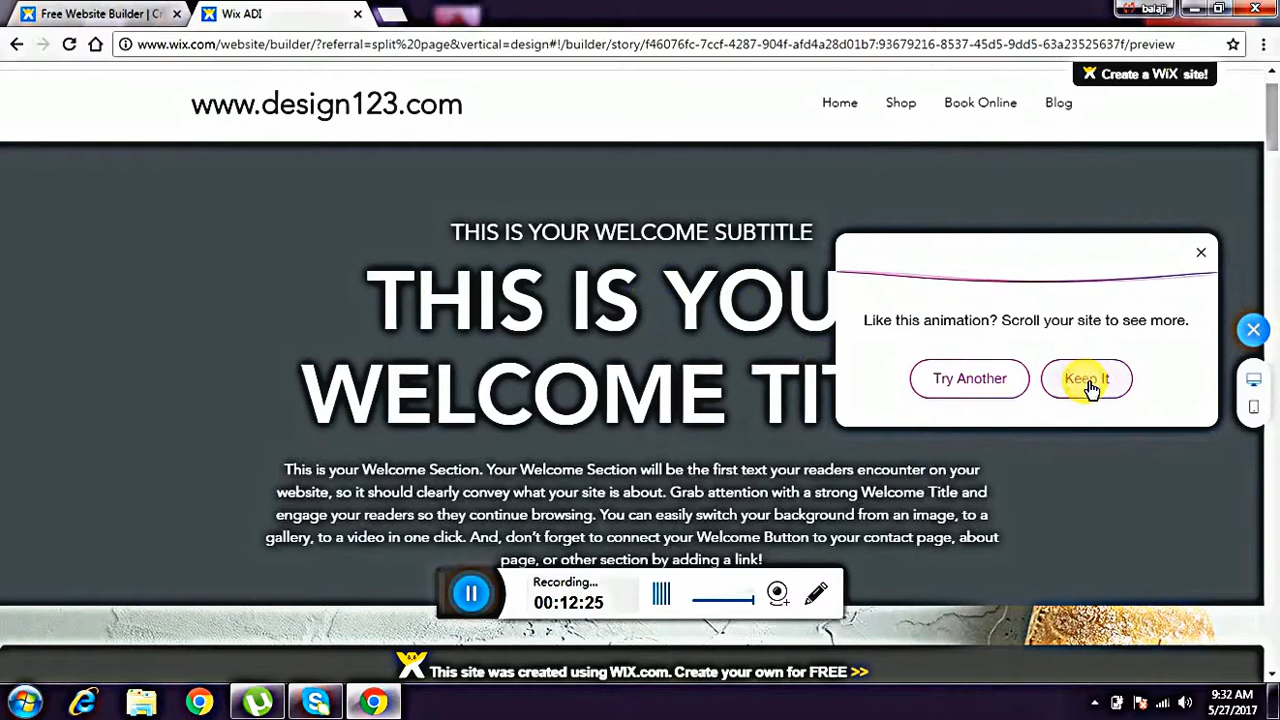 Free Website Builder | Cr
Wix ADI
balaji
www.wix.com/website/builder/?referral=split%20page&vertical=design#!/builder/story/f46076fc-7ccf-4287-904f-afd4a28d01b7:93679216-8537-45d5-9dd5-63a23525637f/preview
Create a WiX site!
www.design123.com
Home Shop Book Online Blog
THIS IS YOUR WELCOME SUBTITLE
THIS IS YOU
WELCOME TIT
Like this animation? Scroll your site to see more.
Try Another Keep It
This is your Welcome Section. Your Welcome Section will be the first text your readers encounter on your
website, so it should clearly convey what your site is about. Grab attention with a strong Welcome Title and
engage your readers so they continue browsing. You can easily switch your background from an image, to a
gallery, to a video in one click. And, don't forget to connect your Welcome Button to your contact page, about
page, or other section by adding a link!
Recording...
00:12:25
This site was created using WIX.com. Create your own for FREE >>
9:32 AM
5/27/2017